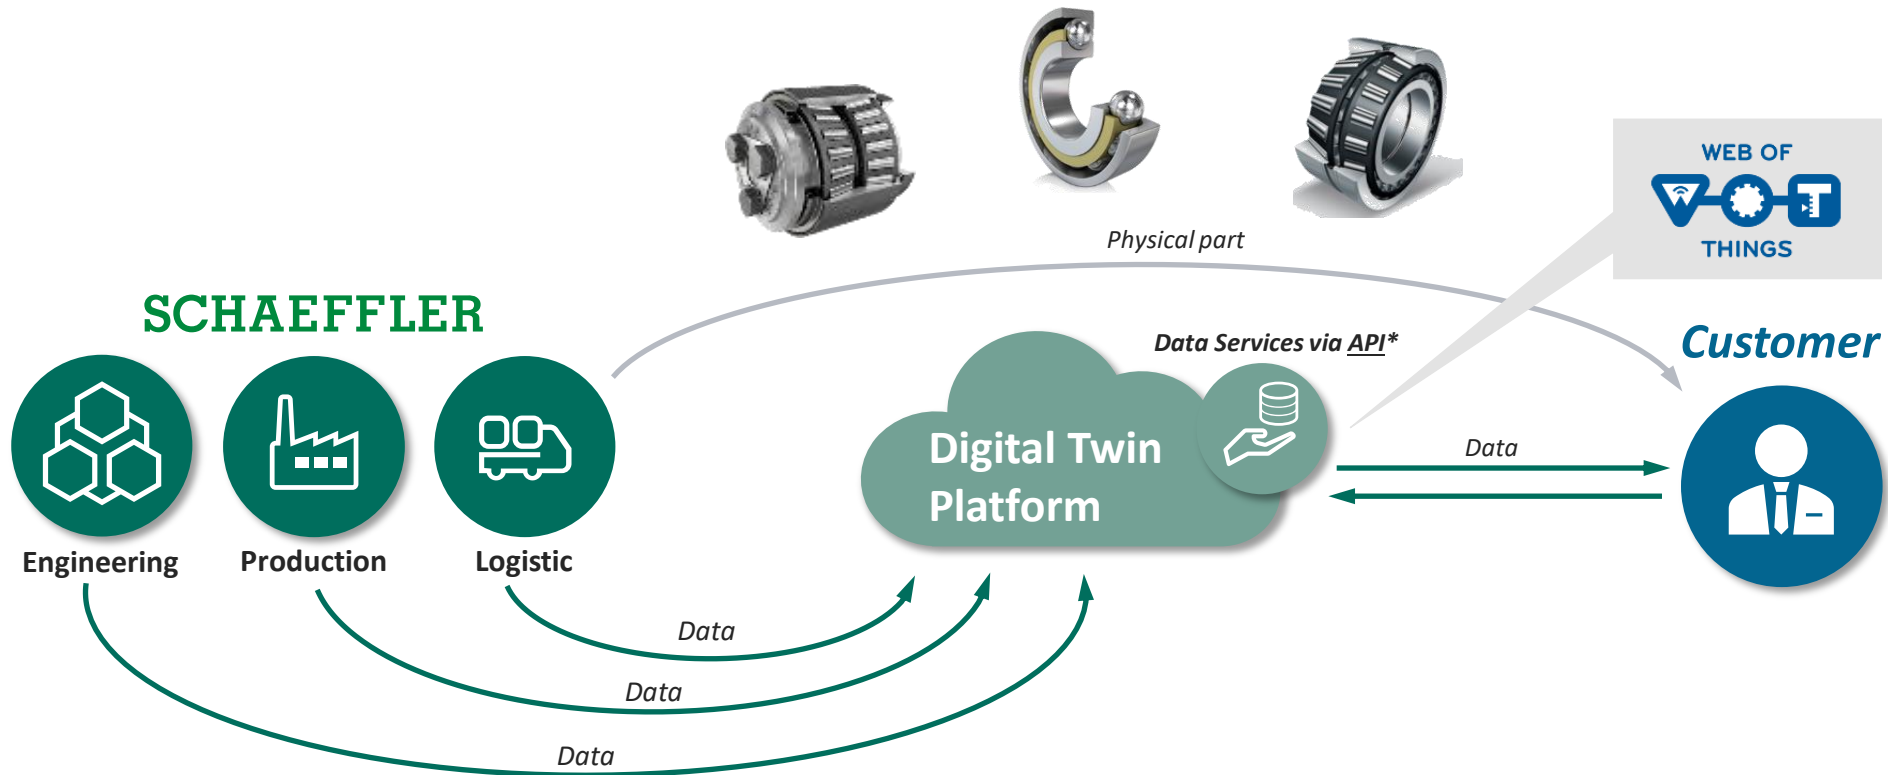 WEB OF
W O T
THINGS
Physical part
SCHAEFFLER
Data Services via API*
Customer
Digital Twin
Platform
Data
Engineering
Production
Logistic
Data
Data
Data